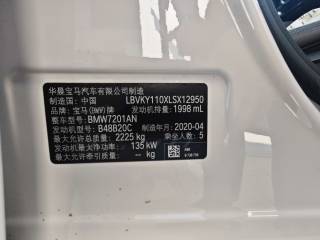 华晨宝马汽车有限公司制造
制造国: 中国 LBVKY110XLSX12950
品牌: 宝马(BMW)牌 发动机排量: 1998 mL
整车型号: BMW7201AN
发动机型号: B48B20C 制造年月: 2020-04
最大允许总质量: 2225 kg 乘坐人数: 5
发动机最大净功率: 135 kW
最大允许牵引质量: — kg